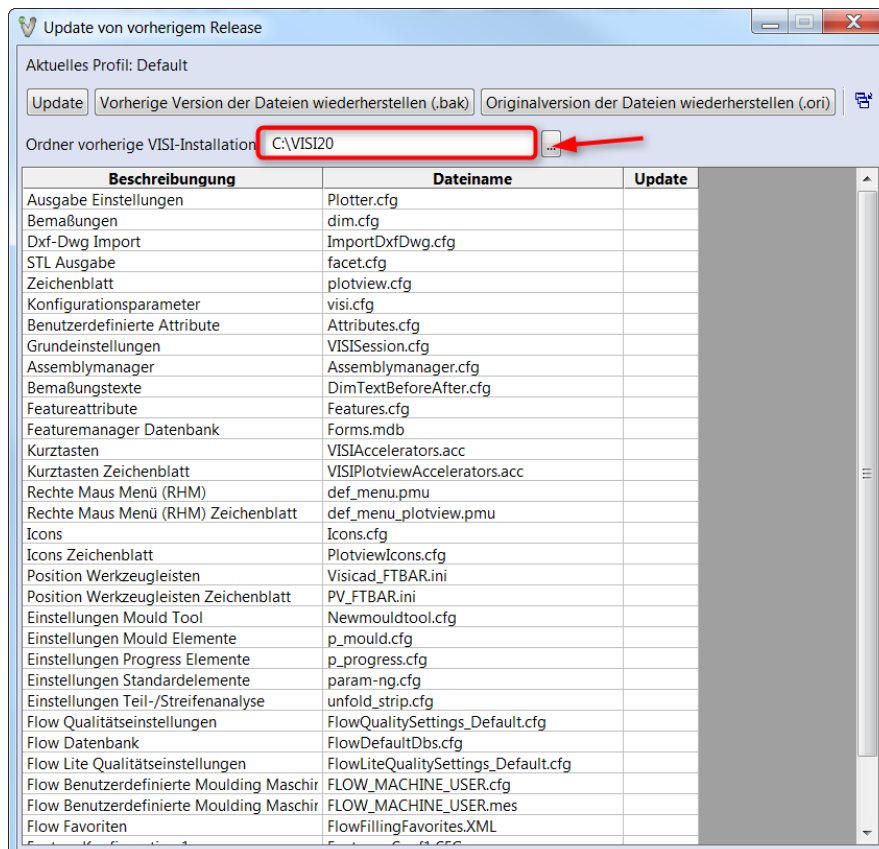 Update von vorherigem Release
Aktuelles Profil: Default
Update Vorherige Version der Dateien wiederherstellen (.bak) Originalversion der Dateien wiederherstellen (.ori)
Ordner vorherige VISI-Installation C:\VISI20 ...
Beschreibungung Dateiname Update
Ausgabe Einstellungen Plotter.cfg
Bemaßungen dim.cfg
Dxf-Dwg Import ImportDxfDwg.cfg
STL Ausgabe facet.cfg
Zeichenblatt plotview.cfg
Konfigurationsparameter visi.cfg
Benutzerdefinierte Attribute Attributes.cfg
Grundeinstellungen VISISession.cfg
Assemblymanager Assemblymanager.cfg
Bemaßungstexte DimTextBeforeAfter.cfg
Featureattribute Features.cfg
Featuremanager Datenbank Forms.mdb
Kurztasten VISIAccelerators.acc
Kurztasten Zeichenblatt VISIPlotviewAccelerators.acc
Rechte Maus Menü (RHM) def_menu.pmu
Rechte Maus Menü (RHM) Zeichenblatt def_menu_plotview.pmu
Icons Icons.cfg
Icons Zeichenblatt PlotviewIcons.cfg
Position Werkzeugleisten Visicad_FTBAR.ini
Position Werkzeugleisten Zeichenblatt PV_FTBAR.ini
Einstellungen Mould Tool Newmouldtool.cfg
Einstellungen Mould Elemente p_mould.cfg
Einstellungen Progress Elemente p_progress.cfg
Einstellungen Standardelemente param-ng.cfg
Einstellungen Teil-/Streifenanalyse unfold_strip.cfg
Flow Qualitätseinstellungen FlowQualitySettings_Default.cfg
Flow Datenbank FlowDefaultDbs.cfg
Flow Lite Qualitätseinstellungen FlowLiteQualitySettings_Default.cfg
Flow Benutzerdefinierte Moulding Maschin FLOW_MACHINE_USER.cfg
Flow Benutzerdefinierte Moulding Maschin FLOW_MACHINE_USER.mes
Flow Favoriten FlowFillingFavorites.XML